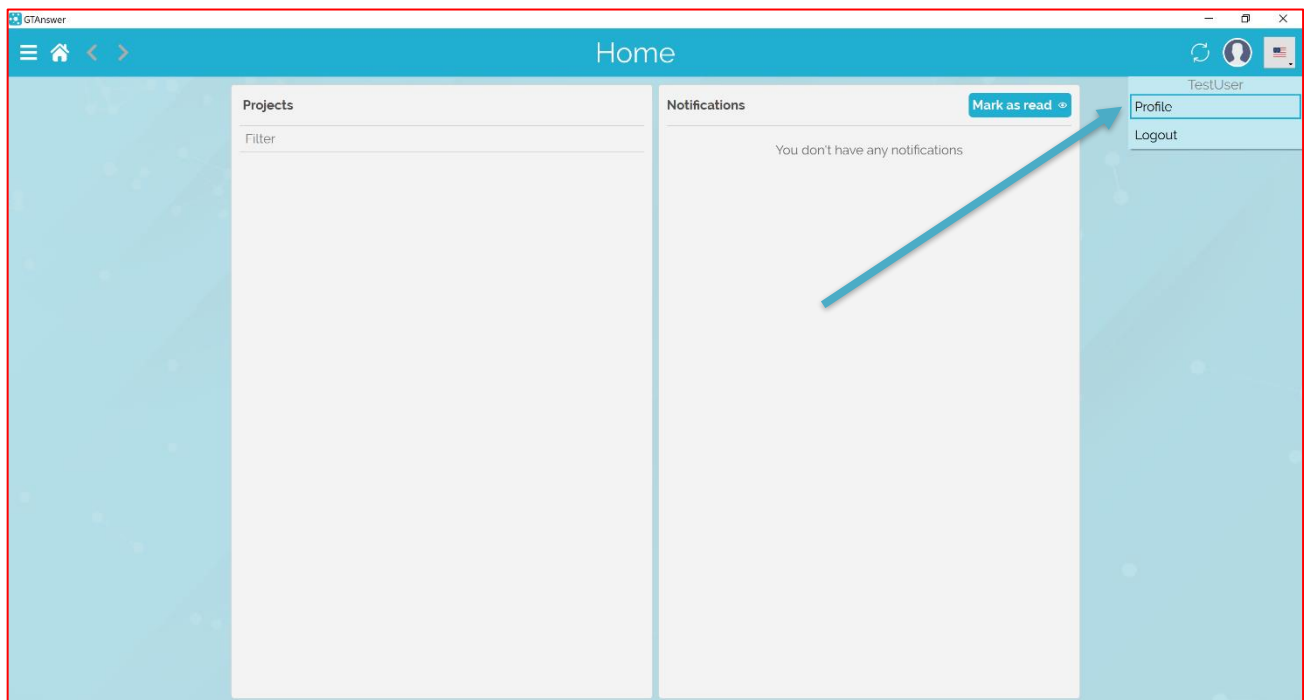 GTAnswer
Home
TestUser
Profile
Logout
Projects
Filter
Notifications
Mark as read
You don't have any notifications